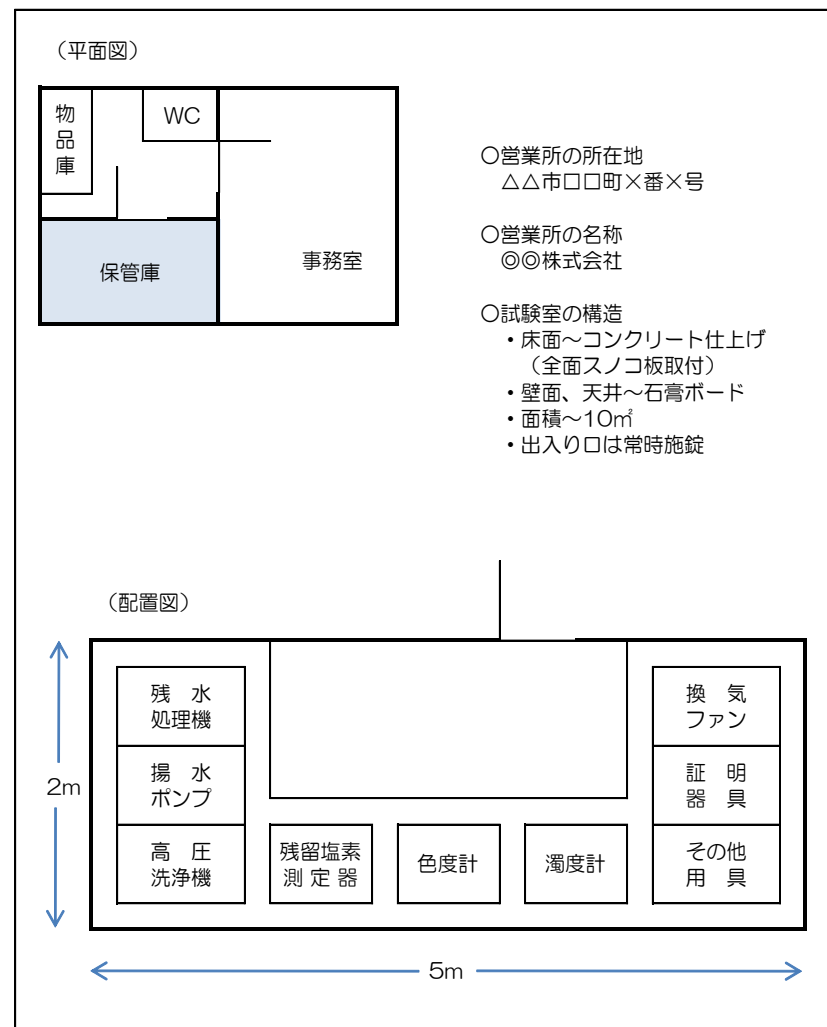 （平面図）
物品庫
WC
保管庫
事務室
○営業所の所在地
△△市□□町×番×号
○営業所の名称
◎◎株式会社
○試験室の構造
・床面～コンクリート仕上げ
（全面スノコ板取付）
・壁面、天井～石膏ボード
・面積～10㎡
・出入り口は常時施錠
（配置図）
2m
残　水
処理機
揚　水
ポンプ
高　圧
洗浄機
残留塩素
測 定 器
色度計
濁度計
換　気
ファン
証　明
器　具
その他
用　具
5m